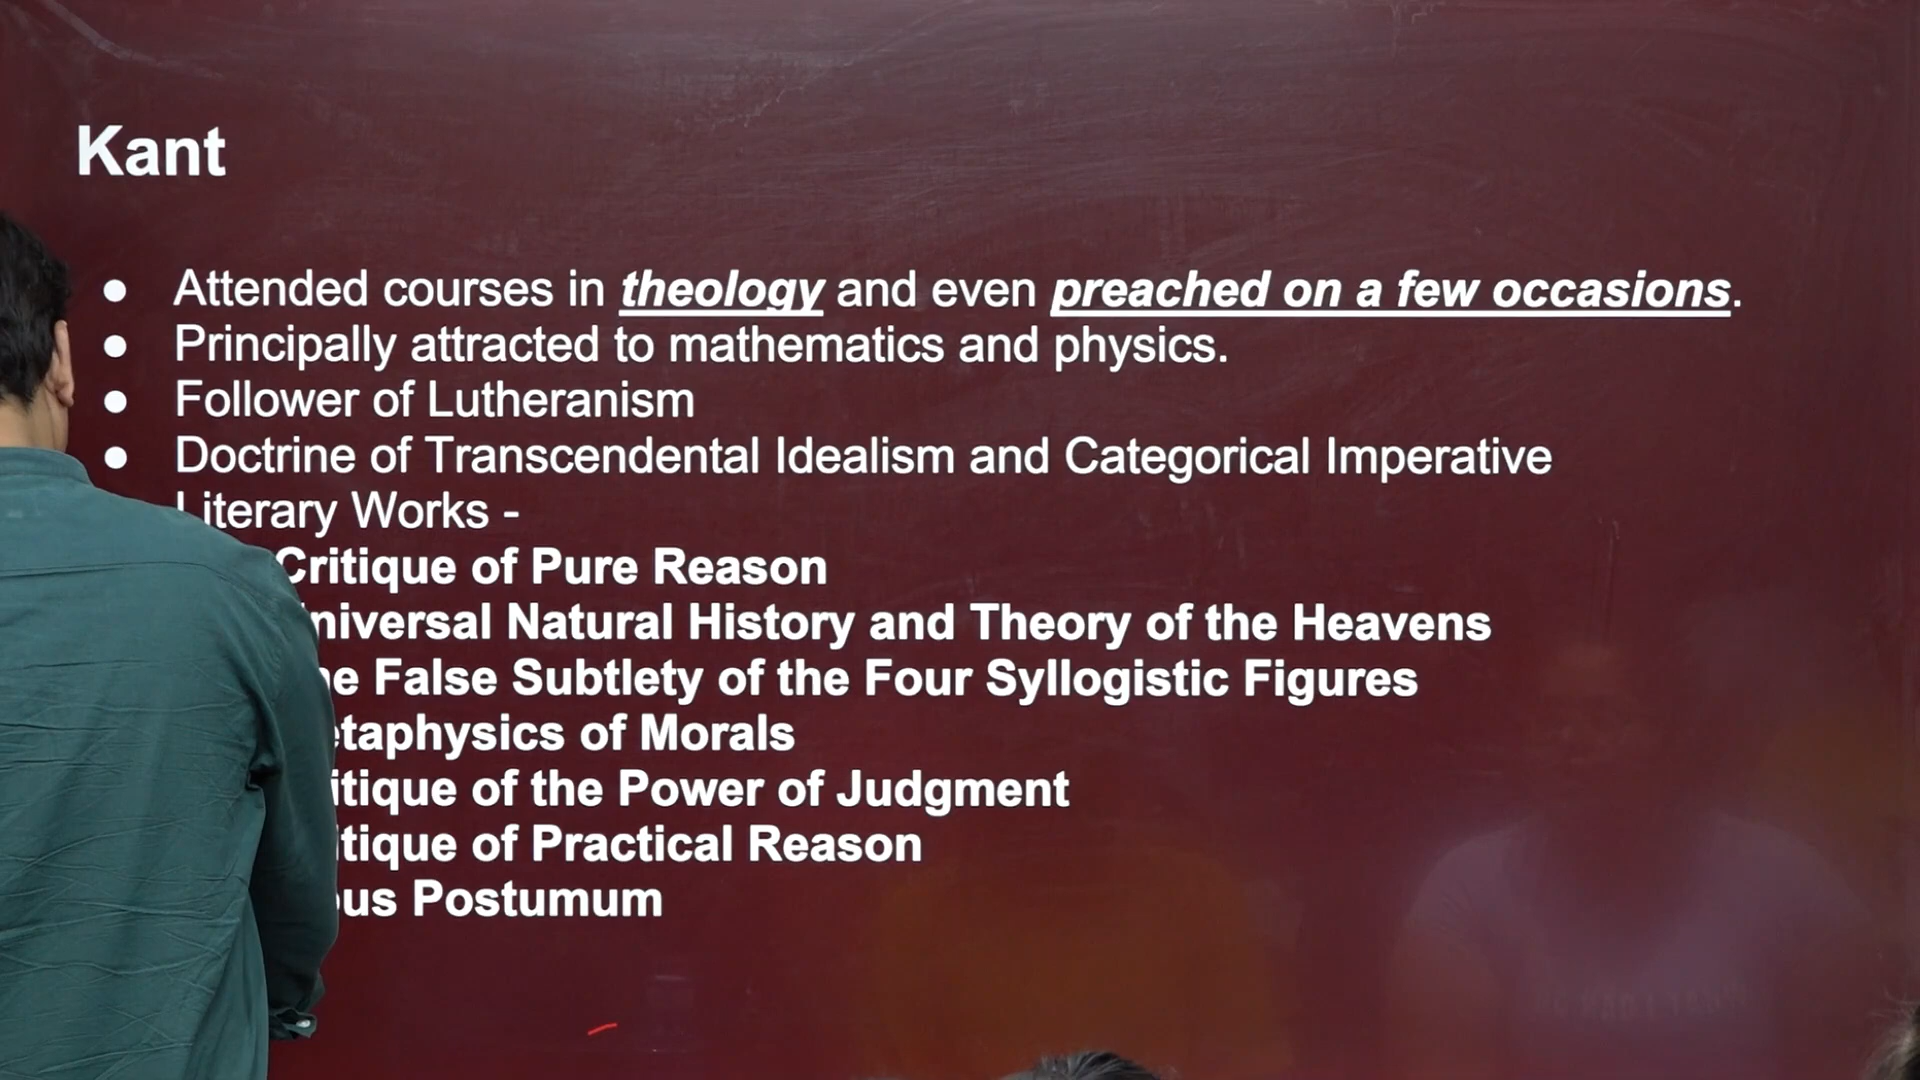 Kant
● Attended courses in theology and even preached on a few occasions.
● Principally attracted to mathematics and physics.
● Follower of Lutheranism
● Doctrine of Transcendental Idealism and Categorical Imperative
Literary Works -
Critique of Pure Reason
niversal Natural History and Theory of the Heavens
e False Subtlety of the Four Syllogistic Figures
taphysics of Morals
itique of the Power of Judgment
itique of Practical Reason
us Postumum